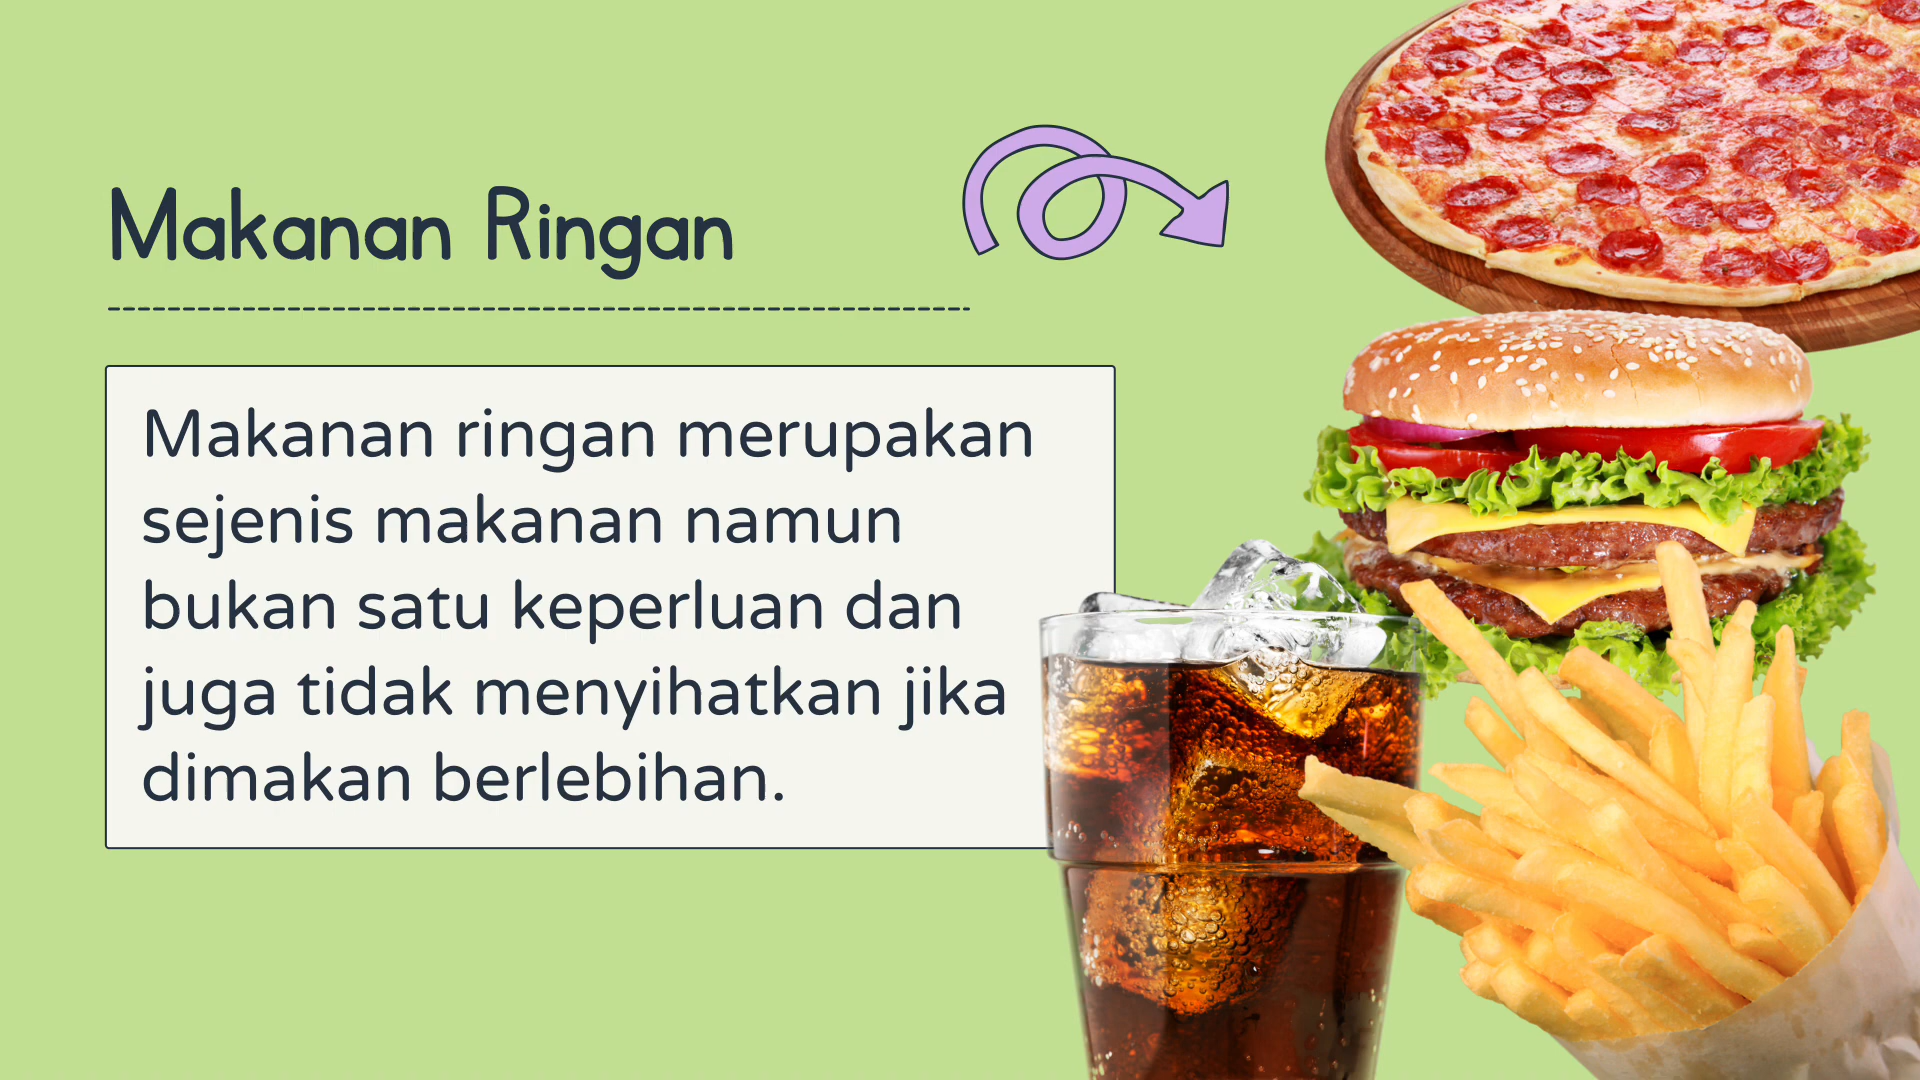 Makanan Ringan
Makanan ringan merupakan
sejenis makanan namun
bukan satu keperluan dan
juga tidak menyihatkan jika
dimakan berlebihan.